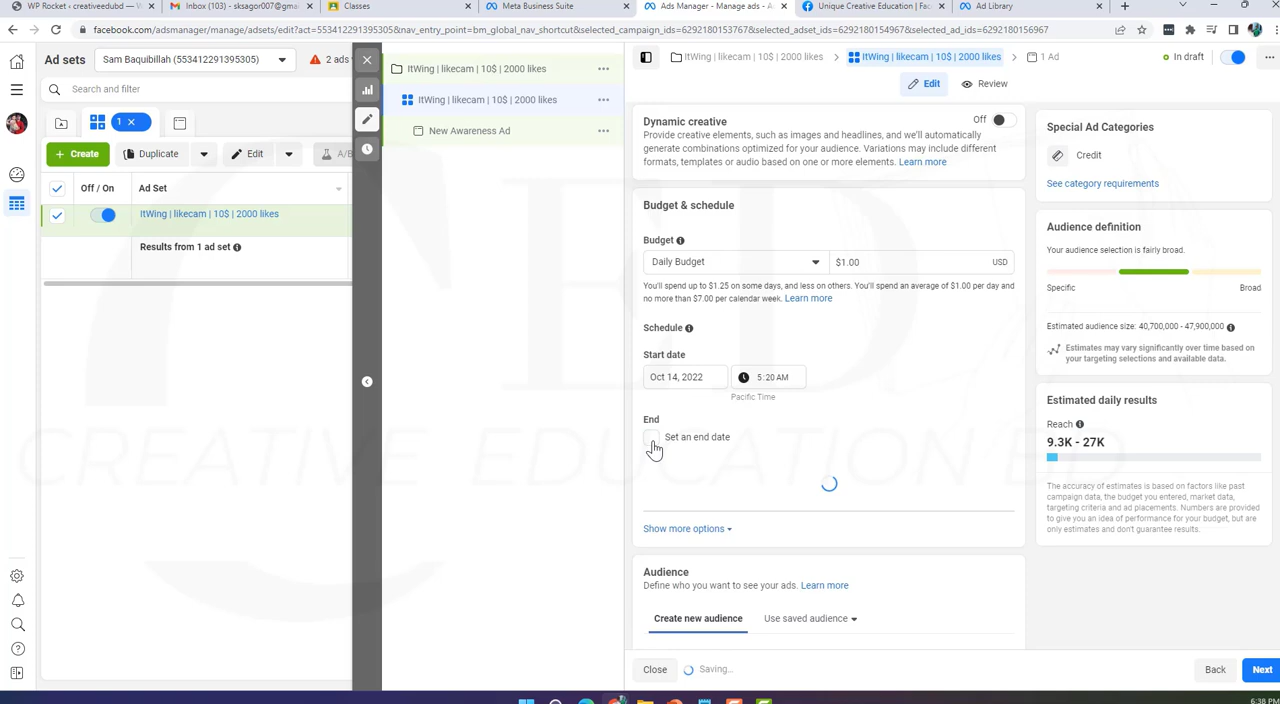 WP Rocket ‹ creativeedubd —
Inbox (103) - sksagor007@gma
Classes
Meta Business Suite
Ads Manager - Manage ads - A
Unique Creative Education | Fac
Ad Library
facebook.com/adsmanager/manage/adsets/edit?act=553412291395305&nav_entry_point=bm_global_nav_shortcut&selected_campaign_ids=6292180153767&selected_adset_ids=6292180154967&selected_ad_ids=6292180156967
Ad sets
Sam Baquibillah (553412291395305)
2 ads
Search and filter
1
Create
Duplicate
Edit
A/B
Off / On
Ad Set
ItWing | likecam | 10$ | 2000 likes
Results from 1 ad set
ItWing | likecam | 10$ | 2000 likes
ItWing | likecam | 10$ | 2000 likes
New Awareness Ad
ItWing | likecam | 10$ | 2000 likes
ItWing | likecam | 10$ | 2000 likes
1 Ad
In draft
Edit
Review
Dynamic creative
Off
Provide creative elements, such as images and headlines, and we'll automatically
generate combinations optimized for your audience. Variations may include different
formats, templates or audio based on one or more elements. Learn more
Budget & schedule
Budget
Daily Budget
$1.00
USD
You'll spend up to $1.25 on some days, and less on others. You'll spend an average of $1.00 per day and
no more than $7.00 per calendar week. Learn more
Schedule
Start date
Oct 14, 2022
5:20 AM
Pacific Time
End
Set an end date
Show more options
Audience
Define who you want to see your ads. Learn more
Create new audience
Use saved audience
Close
Saving...
Back
Next
Special Ad Categories
Credit
See category requirements
Audience definition
Your audience selection is fairly broad.
Specific
Broad
Estimated audience size: 40,700,000 - 47,900,000
Estimates may vary significantly over time based on
your targeting selections and available data.
Estimated daily results
Reach
9.3K - 27K
The accuracy of estimates is based on factors like past
campaign data, the budget you entered, market data,
targeting criteria and ad placements. Numbers are provided
to give you an idea of performance for your budget, but are
only estimates and don't guarantee results.
CREATIVE EDUCATION ED
6:38 PM